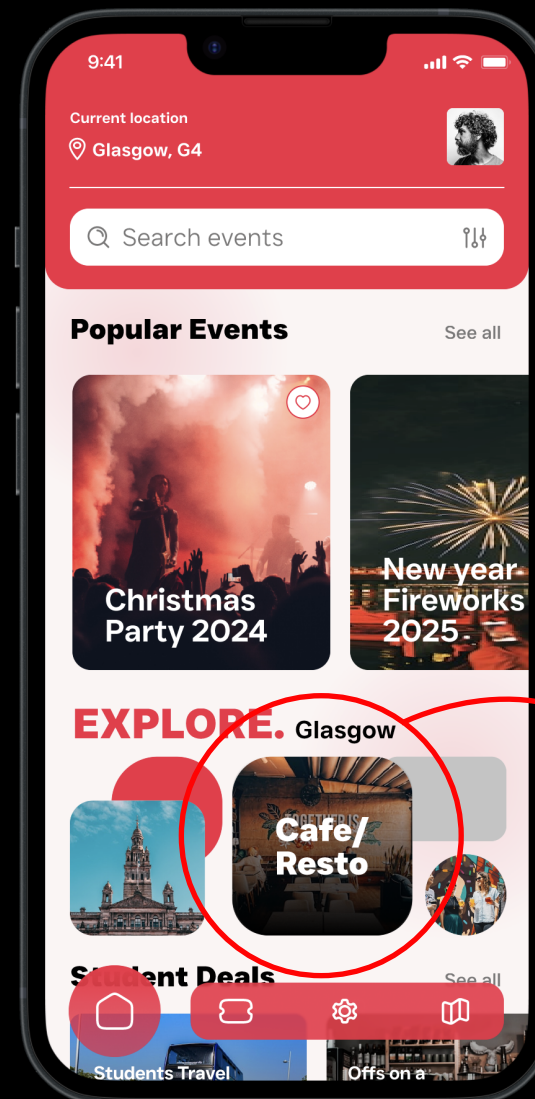 9:41
Current location
Glasgow, G4
Search events
Popular Events
See all
Christmas
Party 2024
New year
Fireworks
2025
EXPLORE. Glasgow
Cafe/
Resto
Student Deals
See all
Students Travel
Offs on a